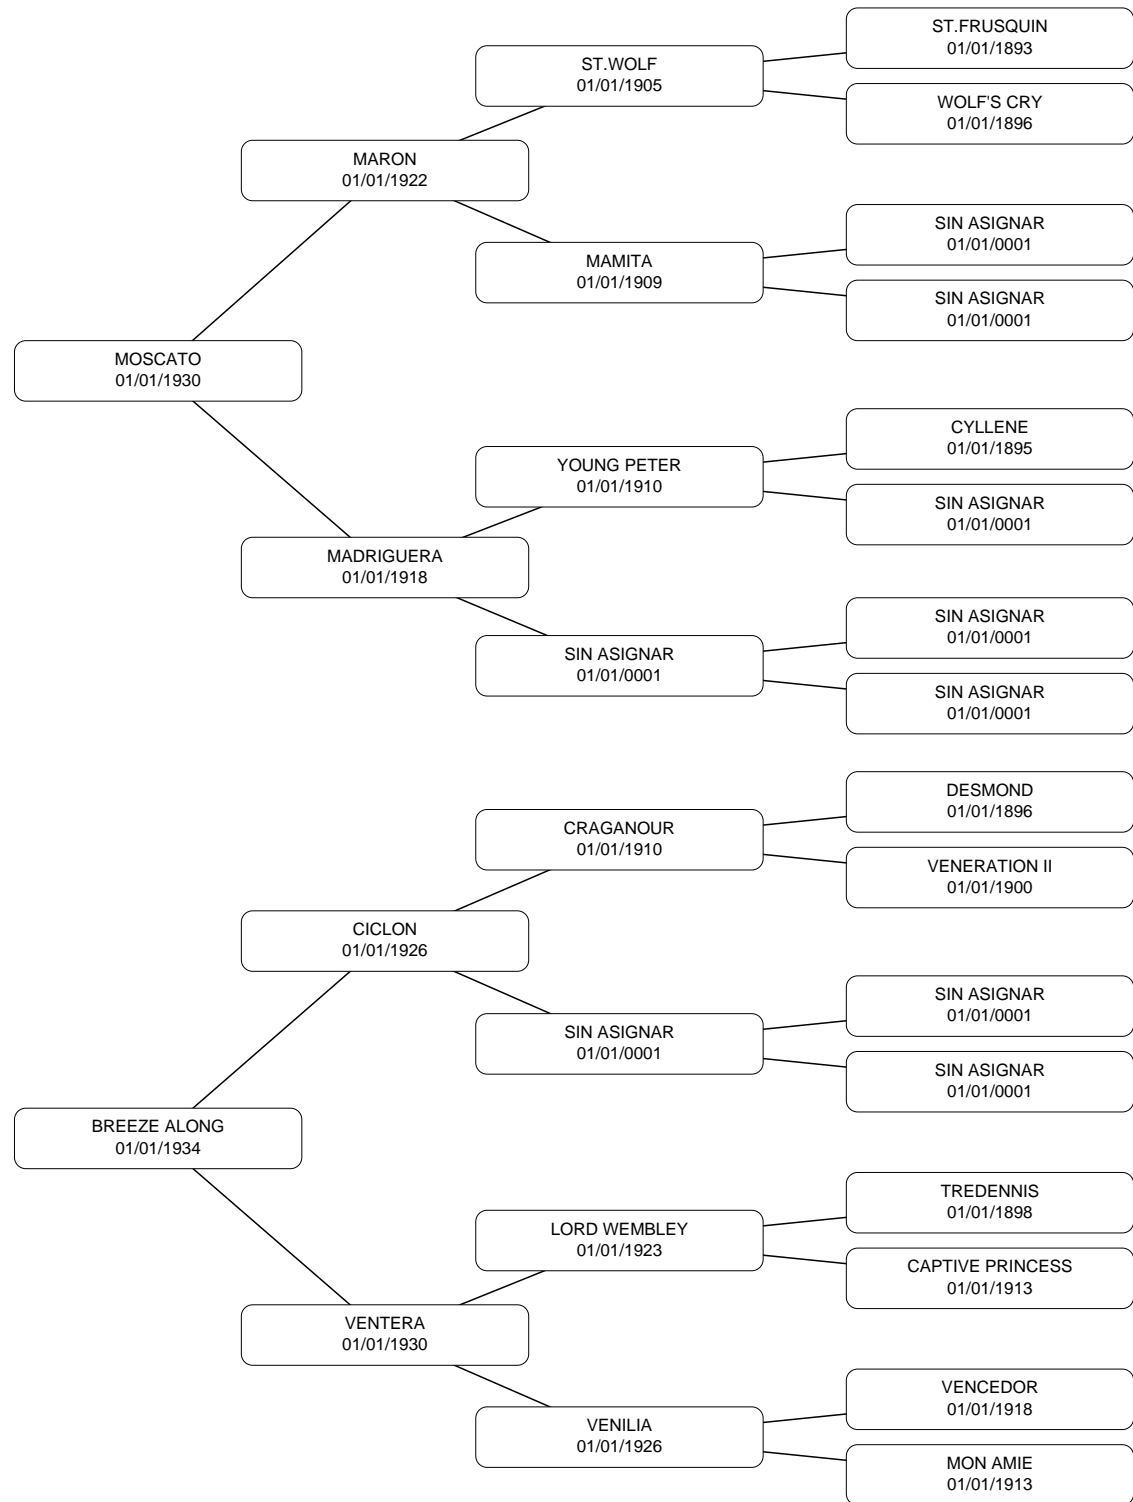 ST.FRUSQUIN
01/01/1893
ST.WOLF
01/01/1905
WOLF'S CRY
01/01/1896
MARON
01/01/1922
SIN ASIGNAR
01/01/0001
MAMITA
01/01/1909
SIN ASIGNAR
01/01/0001
MOSCATO
01/01/1930
CYLLENE
01/01/1895
YOUNG PETER
01/01/1910
SIN ASIGNAR
01/01/0001
MADRIGUERA
01/01/1918
SIN ASIGNAR
01/01/0001
SIN ASIGNAR
01/01/0001
SIN ASIGNAR
01/01/0001
DESMOND
01/01/1896
CRAGANOUR
01/01/1910
VENERATION II
01/01/1900
CICLON
01/01/1926
SIN ASIGNAR
01/01/0001
SIN ASIGNAR
01/01/0001
SIN ASIGNAR
01/01/0001
BREEZE ALONG
01/01/1934
TREDENNIS
01/01/1898
LORD WEMBLEY
01/01/1923
CAPTIVE PRINCESS
01/01/1913
VENTERA
01/01/1930
VENCEDOR
01/01/1918
VENILIA
01/01/1926
MON AMIE
01/01/1913